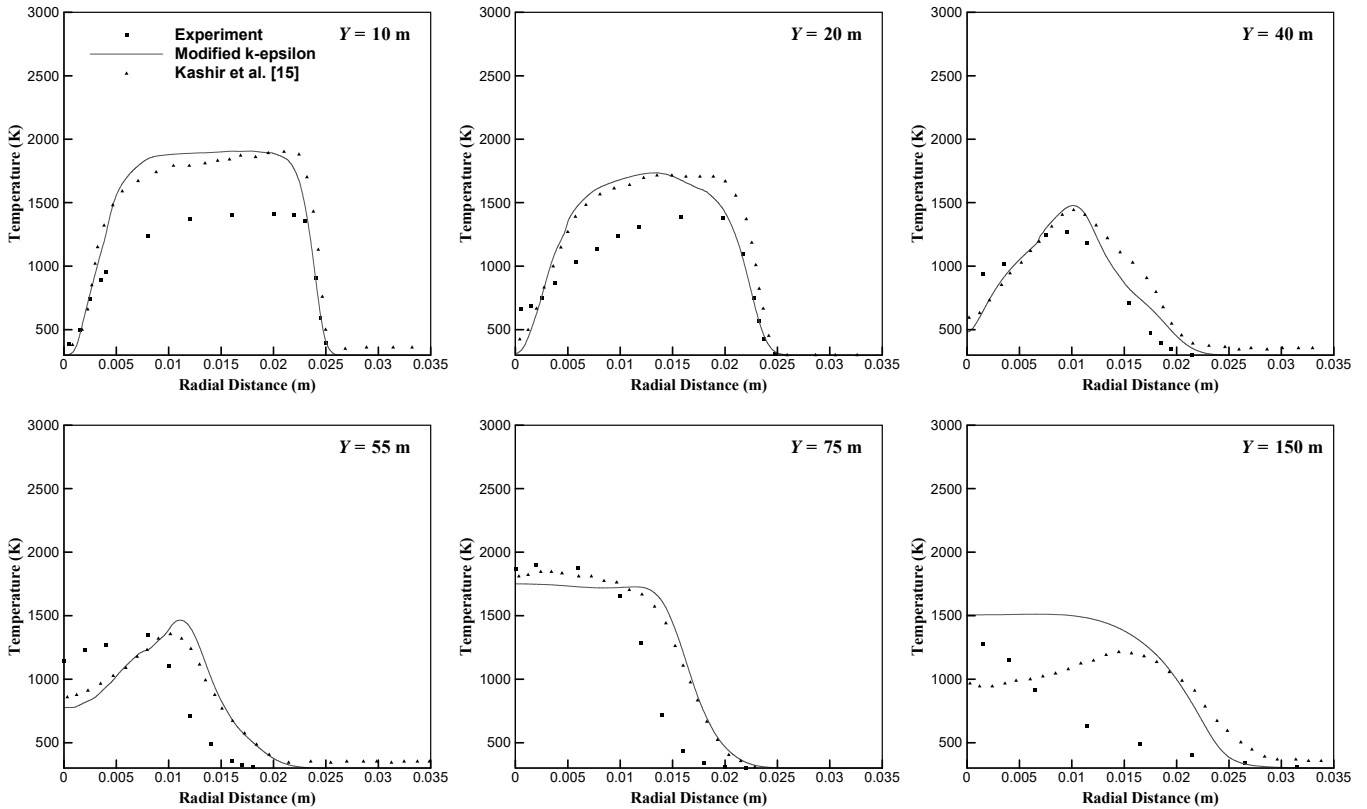 Y = 10 m
Experiment
Modified k-epsilon
Kashir et al. [15]
Temperature (K)
3000
2500
2000
1500
1000
500
0 0.005 0.01 0.015 0.02 0.025 0.03 0.035
Radial Distance (m)
Y = 20 m
Temperature (K)
3000
2500
2000
1500
1000
500
0 0.005 0.01 0.015 0.02 0.025 0.03 0.035
Radial Distance (m)
Y = 40 m
Temperature (K)
3000
2500
2000
1500
1000
500
0 0.005 0.01 0.015 0.02 0.025 0.03 0.035
Radial Distance (m)
Y = 55 m
Temperature (K)
3000
2500
2000
1500
1000
500
0 0.005 0.01 0.015 0.02 0.025 0.03 0.035
Radial Distance (m)
Y = 75 m
Temperature (K)
3000
2500
2000
1500
1000
500
0 0.005 0.01 0.015 0.02 0.025 0.03 0.035
Radial Distance (m)
Y = 150 m
Temperature (K)
3000
2500
2000
1500
1000
500
0 0.005 0.01 0.015 0.02 0.025 0.03 0.035
Radial Distance (m)